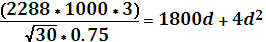 (2288*1000*3)/(√30*0.75) = 1800d + 4d²